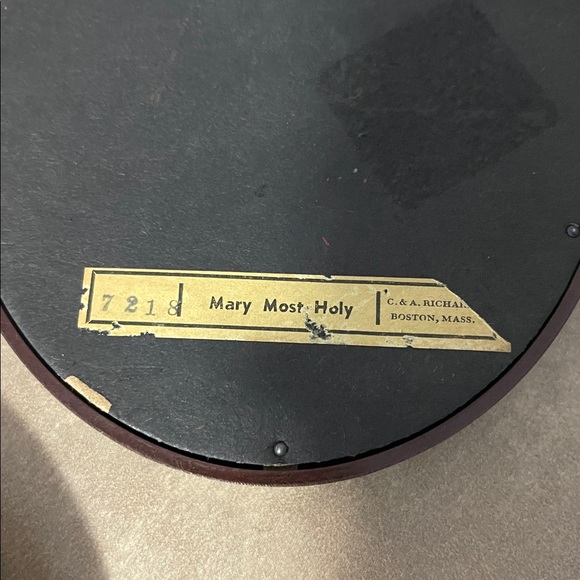 7218
Mary Most Holy
C. & A.
BOSTON, MASS.